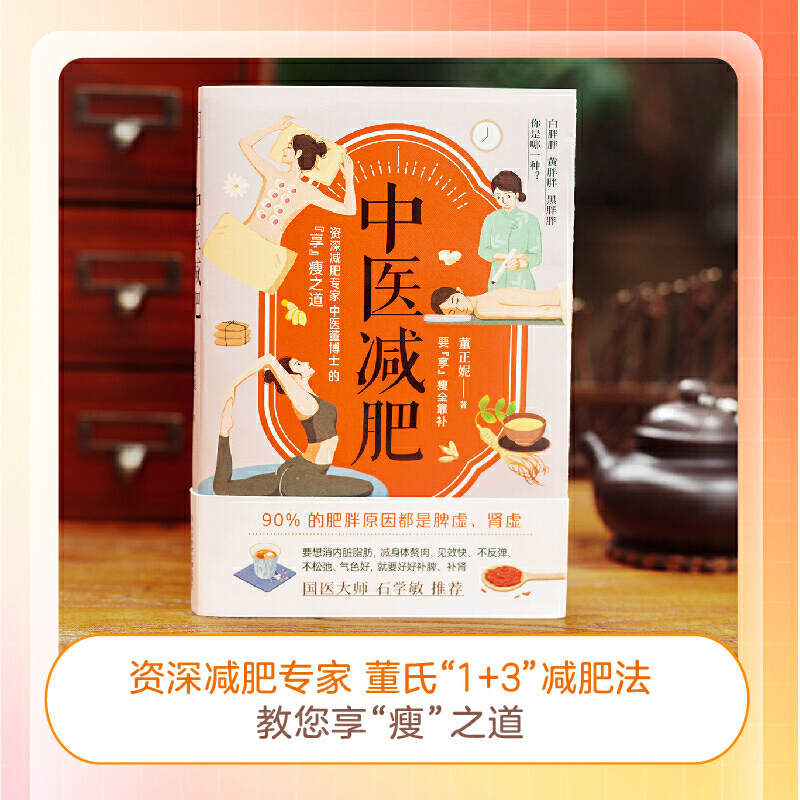 白胖胖 黄胖胖 黑胖胖
你是哪一种？
中医减肥
资深减肥专家 中医董博士 的
『享』瘦之道
董正妮——著
要『享』瘦全靠补
90% 的肥胖原因都是脾虚、肾虚
要想消内脏脂肪，减身体赘肉，见效快、不反弹、
不松弛、气色好，就要好好补脾、补肾
国医大师 石学敏 推荐
中医减肥
资深减肥专家 董氏“1+3”减肥法
教您享“瘦”之道